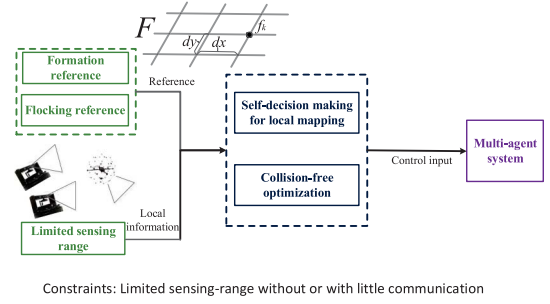 F
f_k
dy
dx
Formation
reference
Flocking reference
Reference
Self-decision making
for local mapping
Collision-free
optimization
Control input
Multi-agent
system
Limited sensing
range
Local
information
Constraints: Limited sensing-range without or with little communication